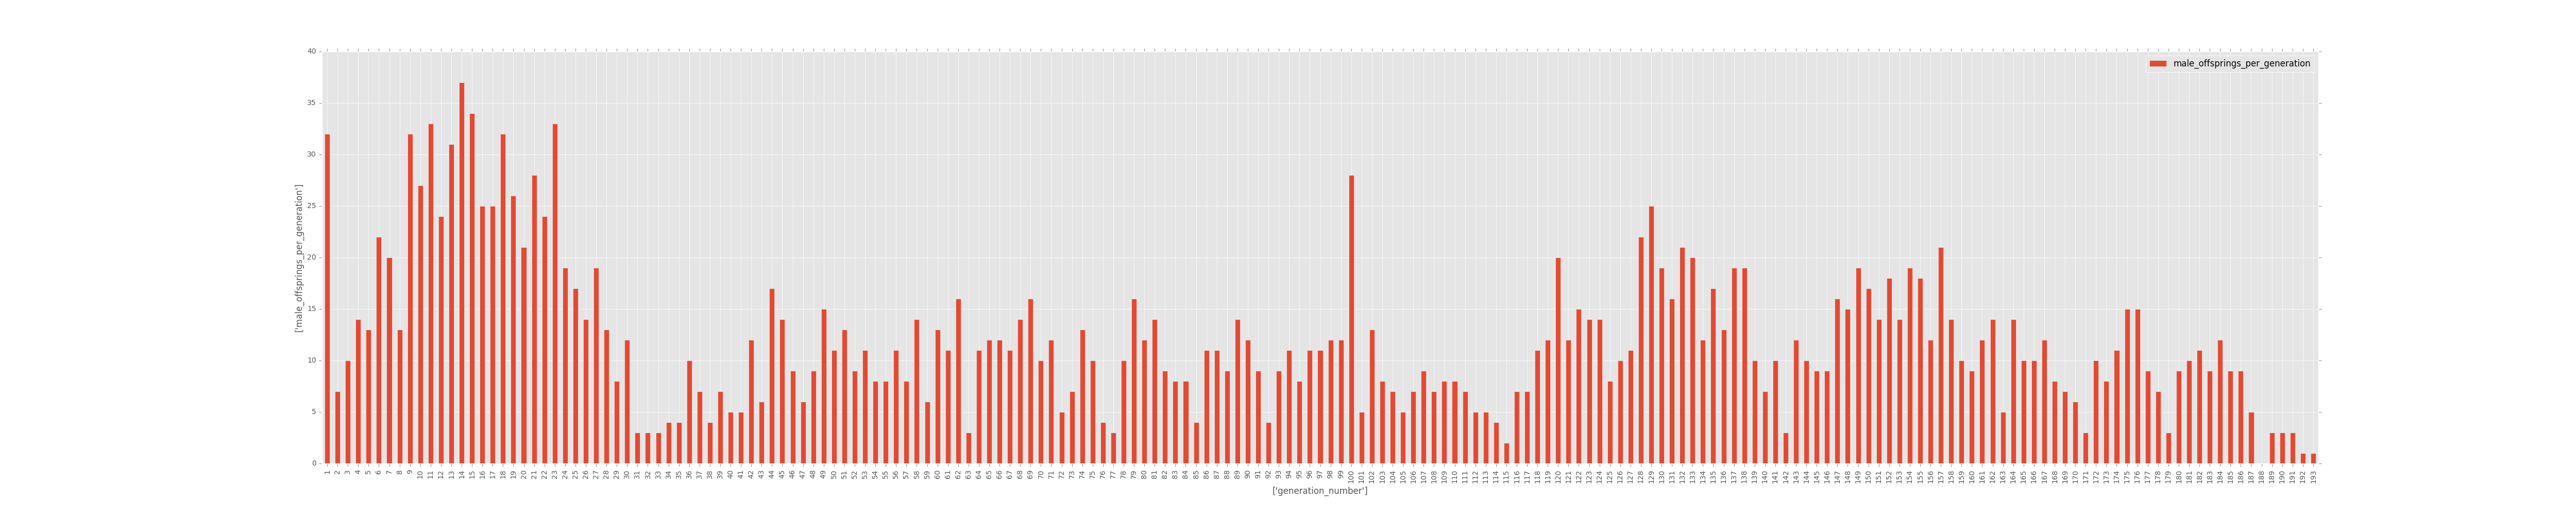 male_offsprings_per_generation
40
35
30
25
20
15
10
5
0
['male_offsprings_per_generation']
1 2 3 4 5 6 7 8 9 10 11 12 13 14 15 16 17 18 19 20 21 22 23 24 25 26 27 28 29 30 31 32 33 34 35 36 37 38 39 40 41 42 43 44 45 46 47 48 49 50 51 52 53 54 55 56 57 58 59 60 61 62 63 64 65 66 67 68 69 70 71 72 73 74 75 76 77 78 79 80 81 82 83 84 85 86 87 88 89 90 91 92 93 94 95 96 97 98 99 100 101 102 103 104 105 106 107 108 109 110 111 112 113 114 115 116 117 118 119 120 121 122 123 124 125 126 127 128 129 130 131 132 133 134 135 136 137 138 139 140 141 142 143 144 145 146 147 148 149 150 151 152 153 154 155 156 157 158 159 160 161 162 163 164 165 166 167 168 169 170 171 172 173 174 175 176 177 178 179 180 181 182 183 184 185 186 187 188 189 190 191 192 193
['generation_number']